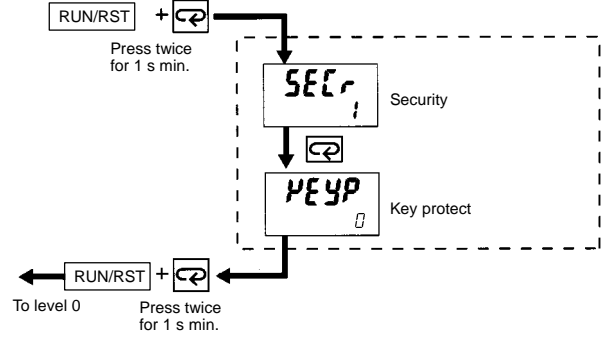 RUN/RST +
Press twice
for 1 s min.
SECr
1
Security
KEYP
0
Key protect
RUN/RST +
To level 0
Press twice
for 1 s min.